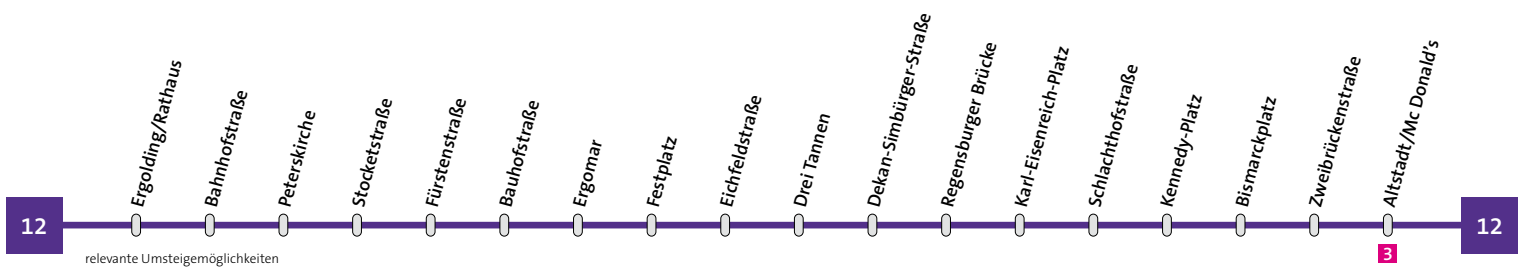 Ergolding/Rathaus
Bahnhofstraße
Peterskirche
Stocketstraße
Fürstenstraße
Bauhofstraße
Ergomar
Festplatz
Eichfeldstraße
Drei Tannen
Dekan-Simbürger-Straße
Regensburger Brücke
Karl-Eisenreich-Platz
Schlachthofstraße
Kennedy-Platz
Bismarckplatz
Zweibrückenstraße
Altstadt/Mc Donald's
12
12
3
relevante Umsteigemöglichkeiten